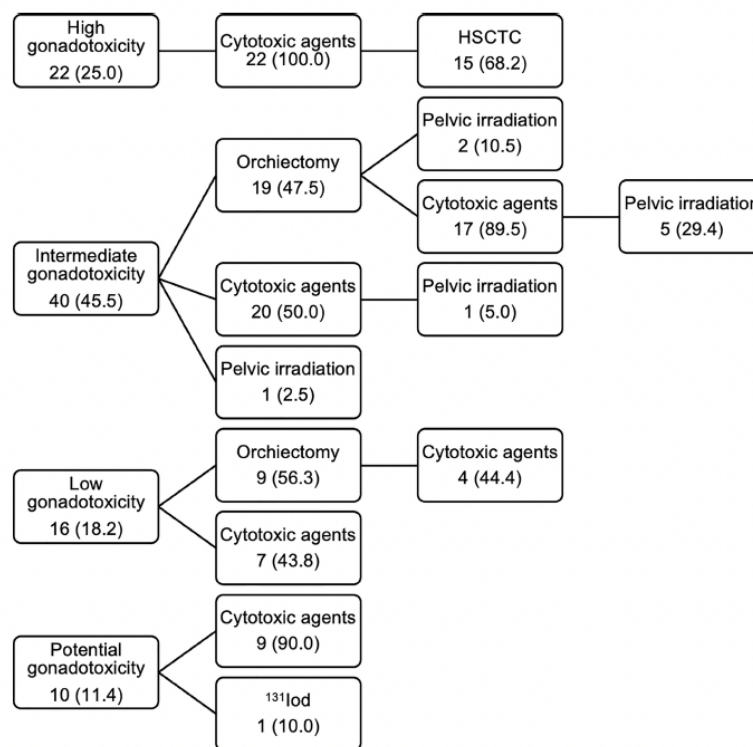 High
gonadotoxicity
22 (25.0)
Cytotoxic agents
22 (100.0)
HSCTC
15 (68.2)
Intermediate
gonadotoxicity
40 (45.5)
Orchiectomy
19 (47.5)
Pelvic irradiation
2 (10.5)
Cytotoxic agents
17 (89.5)
Pelvic irradiation
5 (29.4)
Cytotoxic agents
20 (50.0)
Pelvic irradiation
1 (5.0)
Pelvic irradiation
1 (2.5)
Low
gonadotoxicity
16 (18.2)
Orchiectomy
9 (56.3)
Cytotoxic agents
4 (44.4)
Cytotoxic agents
7 (43.8)
Potential
gonadotoxicity
10 (11.4)
Cytotoxic agents
9 (90.0)
¹³¹Iod
1 (10.0)